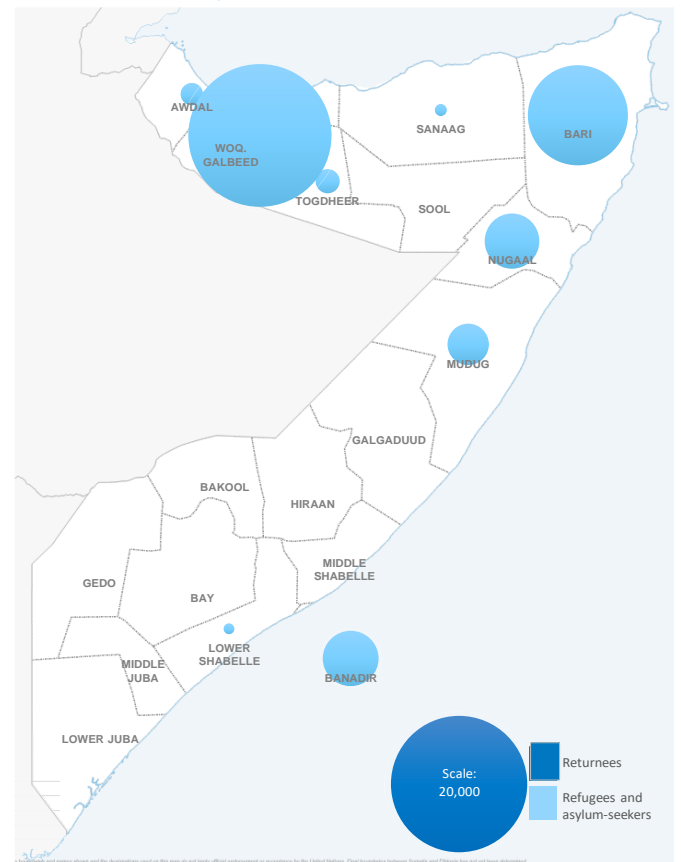 AWDAL
WOQ.
GALBEED
SANAAG
BARI
TOGDHEER
SOOL
NUGAAL
MUDUG
GALGADUUD
BAKOOL
HIRAAN
MIDDLE
SHABELLE
GEDO
BAY
LOWER
SHABELLE
MIDDLE
JUBA
BANADIR
LOWER JUBA
Scale:
20,000
Returnees
Refugees and
asylum-seekers